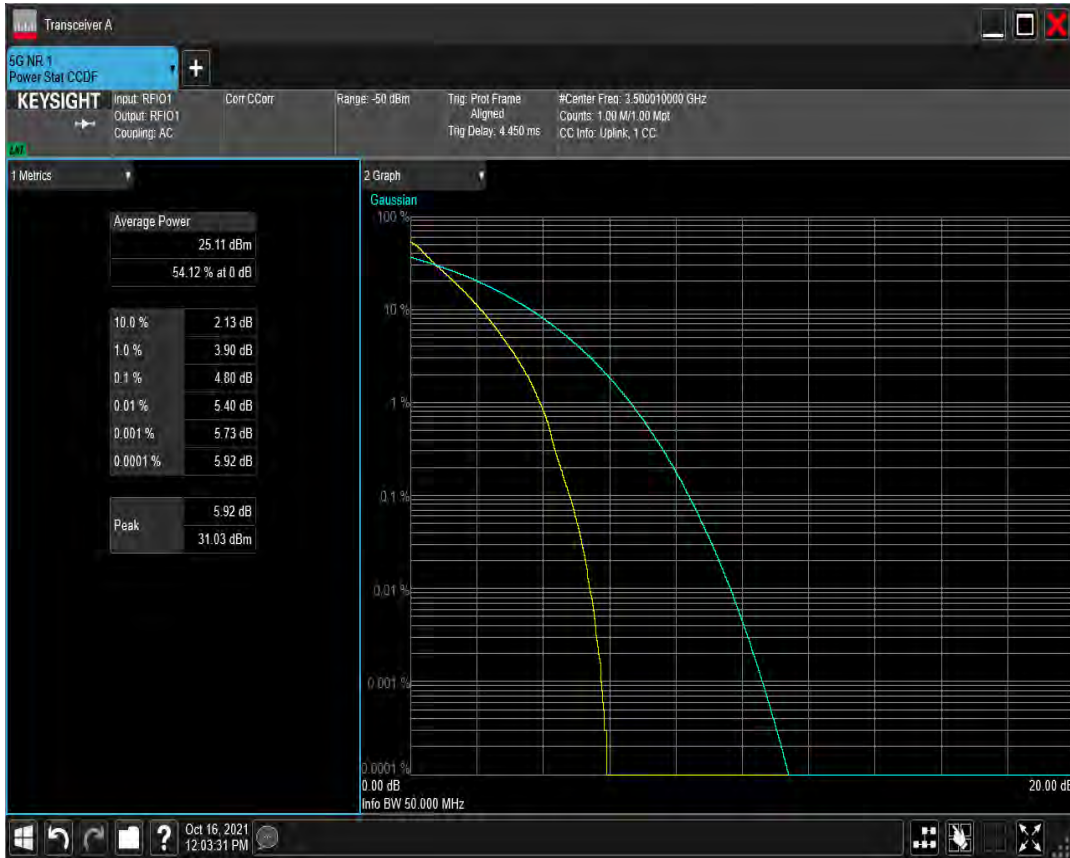 Transceiver A
5G NR 1
Power Stat CCDF
+
KEYSIGHT
LXI
Input: RFIO1
Output: RFIO1
Coupling: AC
Corr CCorr
Range: -50 dBm
Trig: Prot Frame
Aligned
Trig Delay: 4.450 ms
#Center Freq: 3.500010000 GHz
Counts: 1.00 M/1.00 Mpt
CC Info: Uplink, 1 CC
1 Metrics
Average Power
25.11 dBm
54.12 % at 0 dB
10.0 % 2.13 dB
1.0 % 3.90 dB
0.1 % 4.80 dB
0.01 % 5.40 dB
0.001 % 5.73 dB
0.0001 % 5.92 dB
Peak
5.92 dB
31.03 dBm
2 Graph
Gaussian
100 %
10 %
1 %
0.1 %
0.01 %
0.001 %
0.0001 %
0.00 dB
20.00 dB
Info BW 50.000 MHz
?
Oct 16, 2021
12:03:31 PM